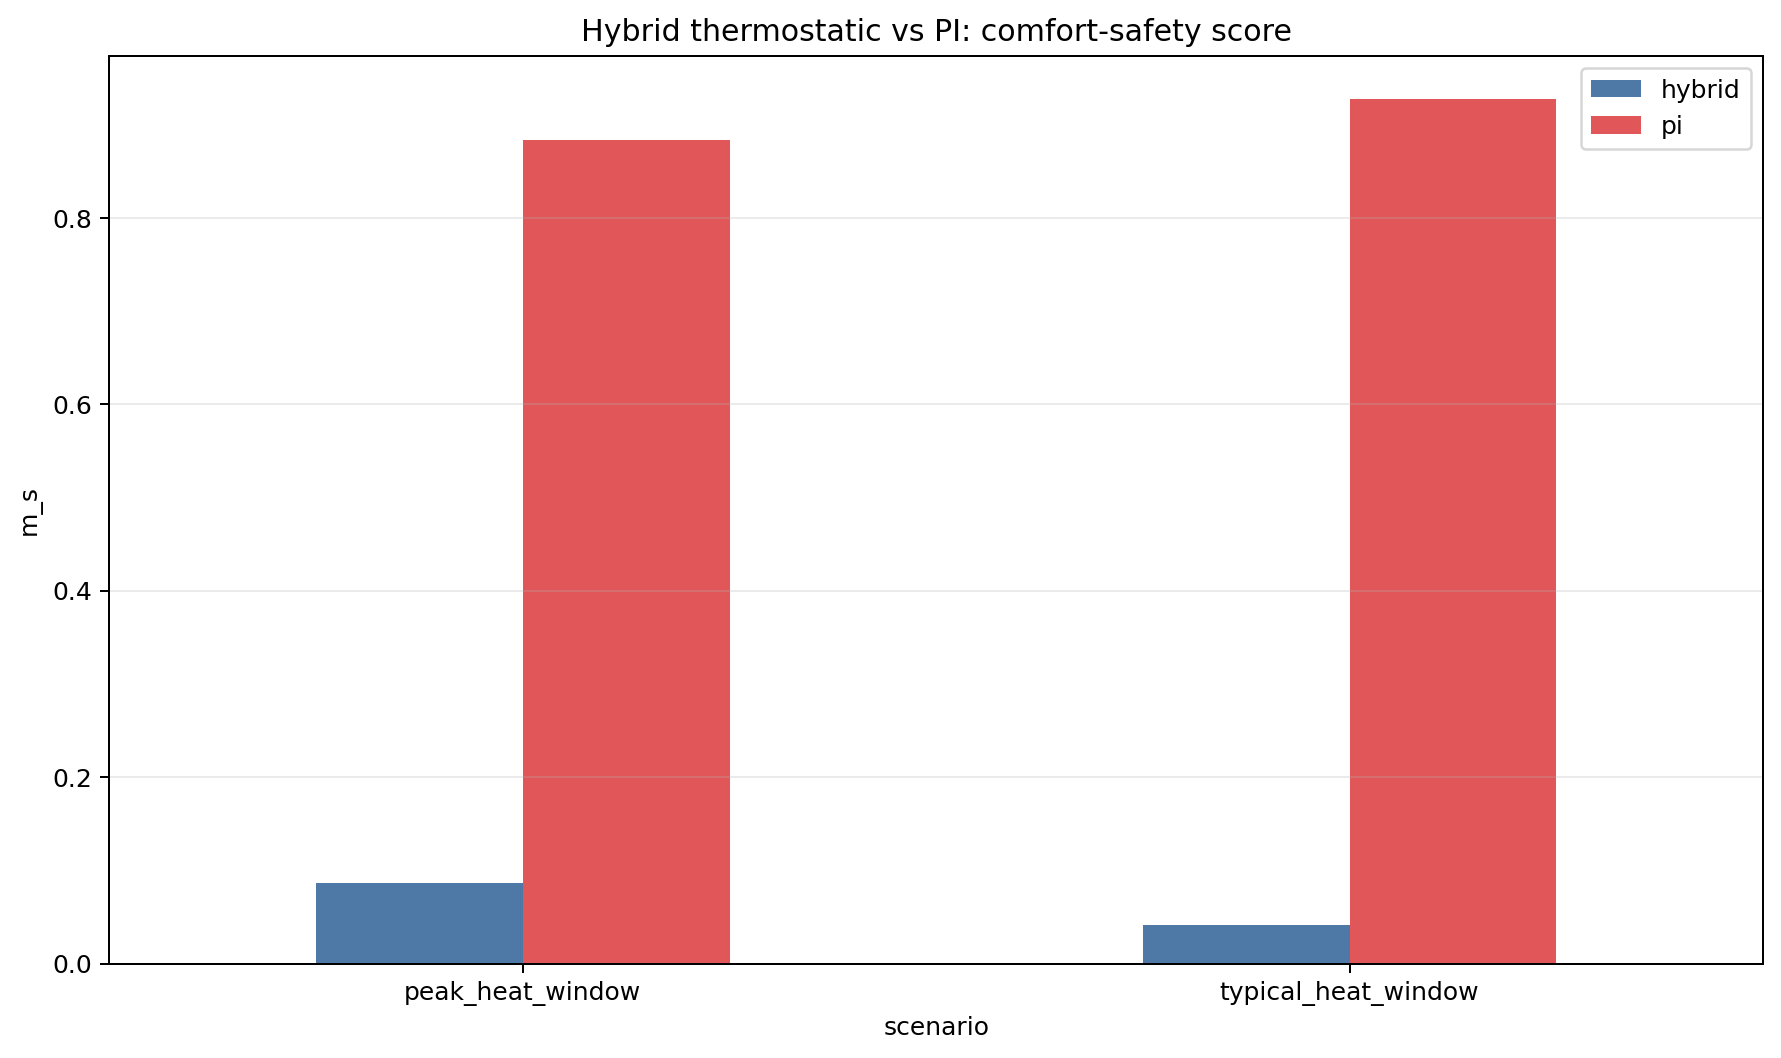 Hybrid thermostatic vs PI: comfort-safety score
hybrid
pi
0.8
0.6
0.4
0.2
0.0
m_s
peak_heat_window
typical_heat_window
scenario